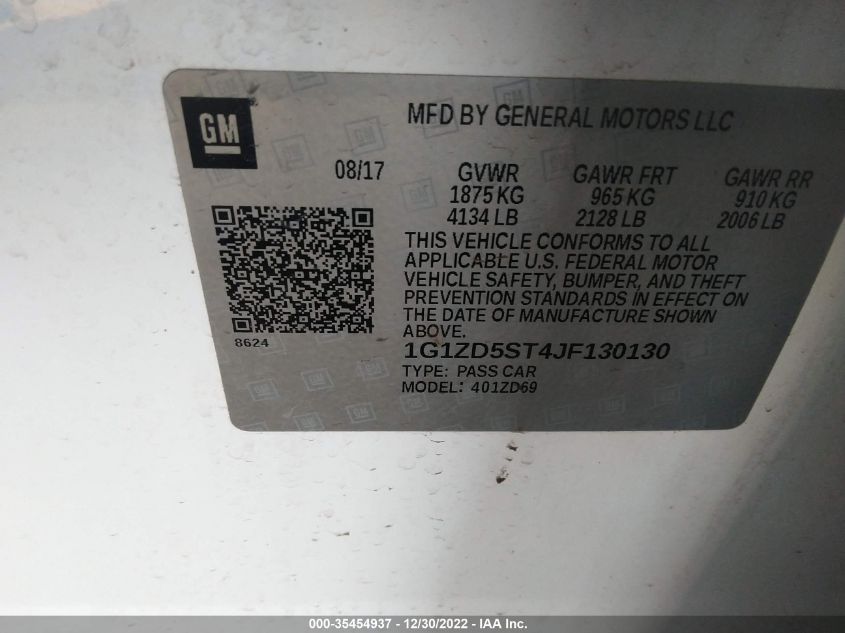 GM
MFD BY GENERAL MOTORS LLC
08/17 GVWR GAWR FRT GAWR RR
1875 KG 965 KG 910 KG
4134 LB 2128 LB 2006 LB
THIS VEHICLE CONFORMS TO ALL
APPLICABLE U.S. FEDERAL MOTOR
VEHICLE SAFETY, BUMPER, AND THEFT
PREVENTION STANDARDS IN EFFECT ON
THE DATE OF MANUFACTURE SHOWN
ABOVE.
8624
1G1ZD5ST4JF130130
TYPE: PASS CAR
MODEL: 401ZD69
000-35454937 - 12/30/2022 - IAAI.COM